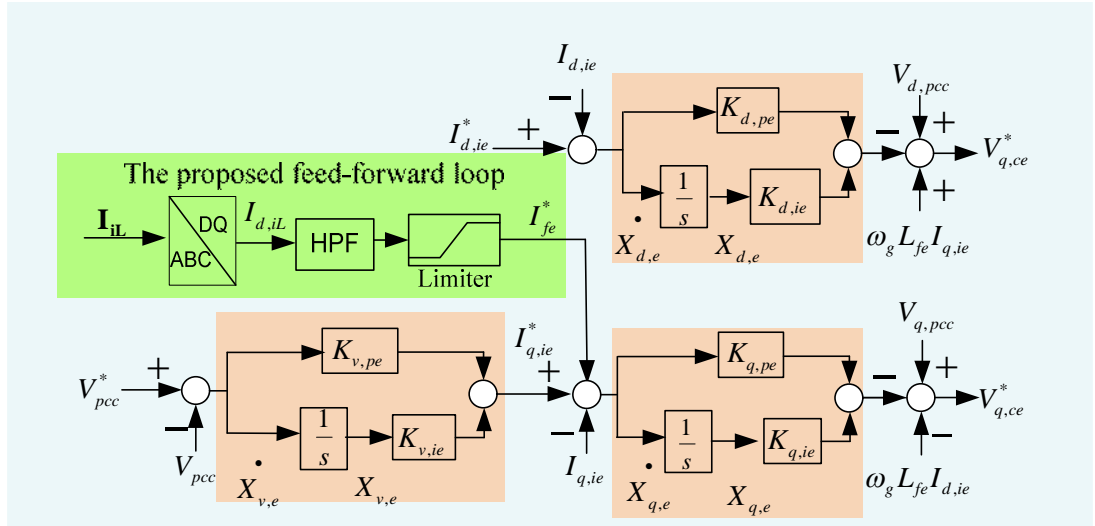 I_{d,ie}
V_{d,pcc}
K_{d,pe}
I^*_{d,ie}
+
−
−
+
V^*_{q,ce}
The proposed feed-forward loop
1/s
K_{d,ie}
+
I_{iL}
DQ
ABC
I_{d,iL}
HPF
Limiter
I^*_{fe}
Ẋ_{d,e}
X_{d,e}
ω_g L_{fe} I_{q,ie}
V_{q,pcc}
K_{v,pe}
I^*_{q,ie}
K_{q,pe}
V^*_{pcc}
+
−
+
−
−
+
V^*_{q,ce}
V_{pcc}
1/s
K_{v,ie}
I_{q,ie}
1/s
K_{q,ie}
−
Ẋ_{v,e}
X_{v,e}
Ẋ_{q,e}
X_{q,e}
ω_g L_{fe} I_{d,ie}